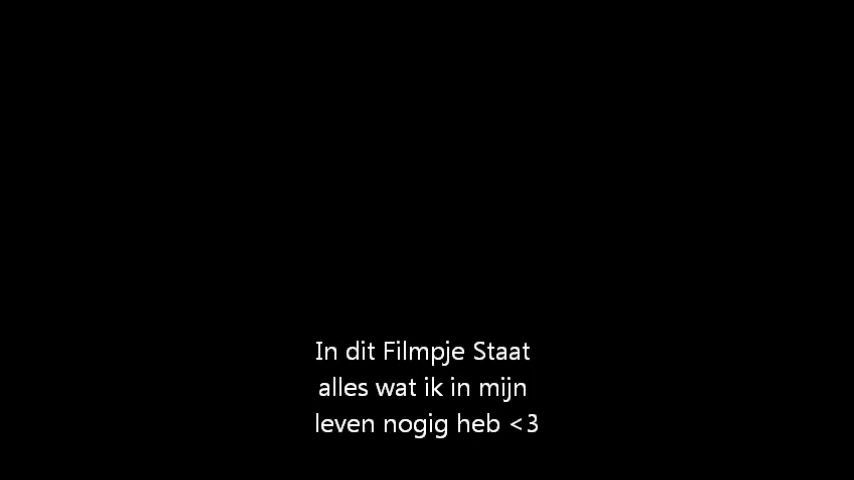 In dit Filmpje Staat
alles wat ik in mijn
leven nogig heb <3